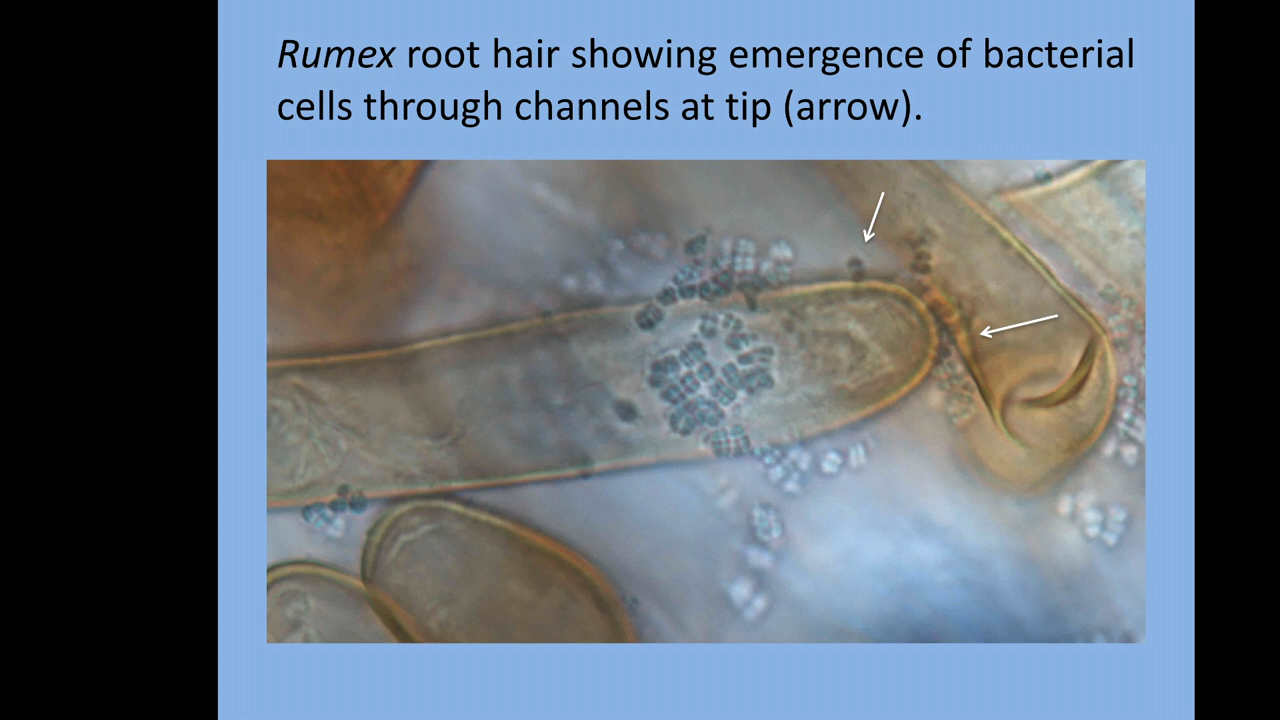 Rumex root hair showing emergence of bacterial
cells through channels at tip (arrow).